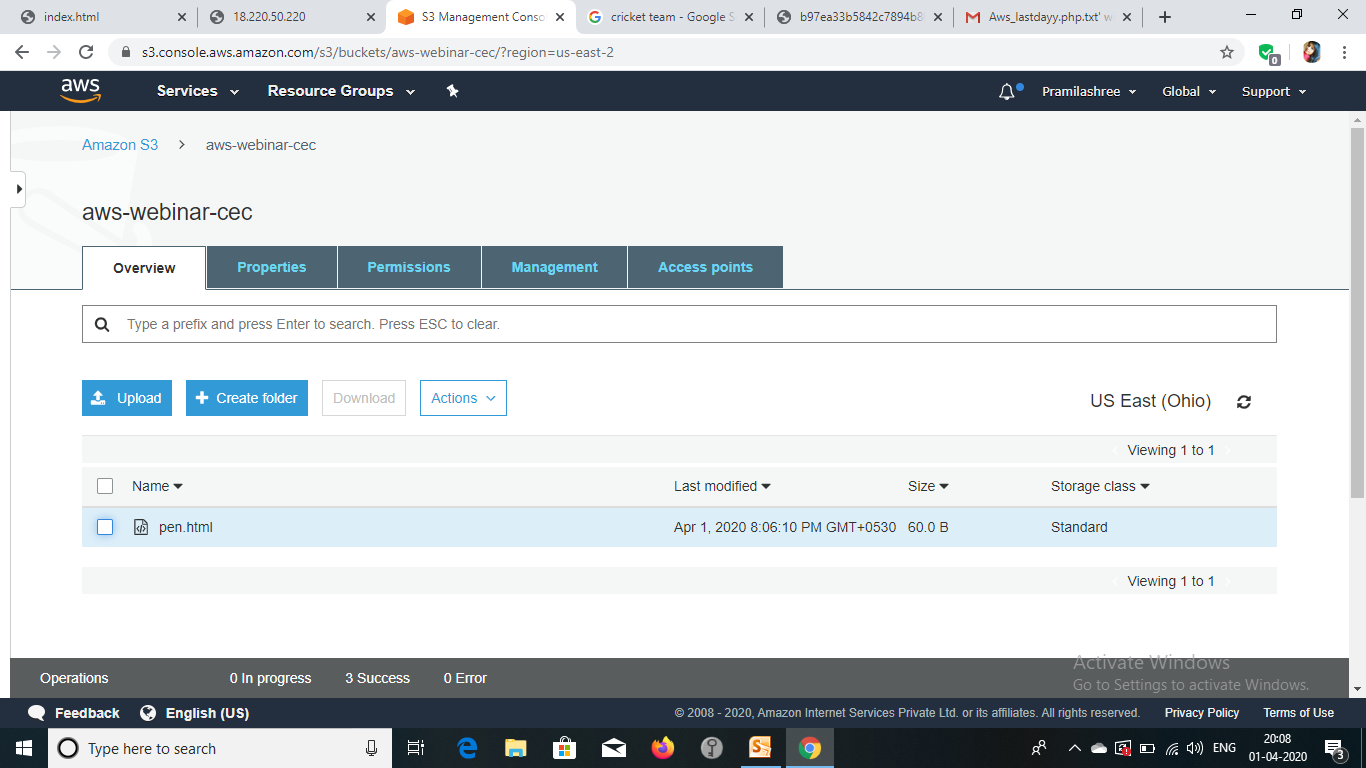 index.html
18.220.50.220
S3 Management Conso
cricket team - Google S
b97ea33b5842c7894b8
Aws_lastdayy.php.txt' w
s3.console.aws.amazon.com/s3/buckets/aws-webinar-cec/?region=us-east-2
0
aws
Services
Resource Groups
Pramilashree
Global
Support
Amazon S3 > aws-webinar-cec
aws-webinar-cec
Overview
Properties
Permissions
Management
Access points
Type a prefix and press Enter to search. Press ESC to clear.
Upload
+ Create folder
Download
Actions
US East (Ohio)
Viewing 1 to 1
Name
Last modified
Size
Storage class
pen.html
Apr 1, 2020 8:06:10 PM GMT+0530
60.0 B
Standard
Viewing 1 to 1
Activate Windows
Go to Settings to activate Windows.
Operations
0 In progress
3 Success
0 Error
Feedback
English (US)
© 2008 - 2020, Amazon Internet Services Private Ltd. or its affiliates. All rights reserved.
Privacy Policy
Terms of Use
Type here to search
ENG
20:08
01-04-2020
3